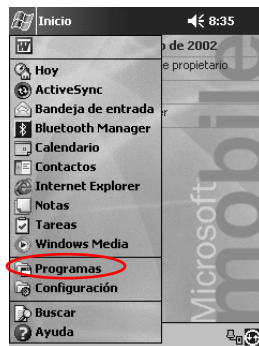 Inicio 8:35
de 2002
Hoy
e propietario
ActiveSync
Bandeja de entrada
Bluetooth Manager
Calendario
Contactos
Internet Explorer
Notas
Tareas
Windows Media
Programas
Configuración
Buscar
Ayuda
Microsoft
mobile